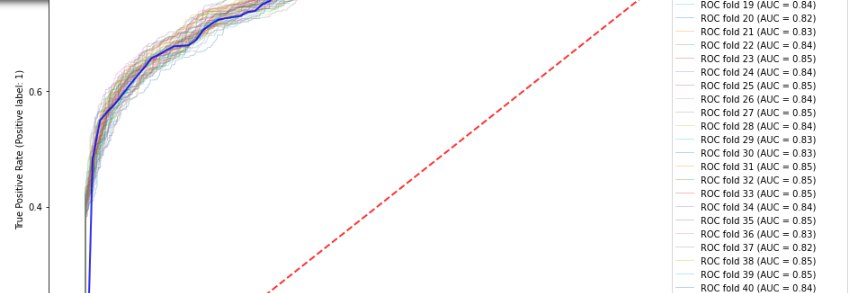 True Positive Rate (Positive label: 1)
0.6
0.4
ROC fold 19 (AUC = 0.84)
ROC fold 20 (AUC = 0.82)
ROC fold 21 (AUC = 0.83)
ROC fold 22 (AUC = 0.84)
ROC fold 23 (AUC = 0.85)
ROC fold 24 (AUC = 0.84)
ROC fold 25 (AUC = 0.85)
ROC fold 26 (AUC = 0.84)
ROC fold 27 (AUC = 0.85)
ROC fold 28 (AUC = 0.84)
ROC fold 29 (AUC = 0.83)
ROC fold 30 (AUC = 0.83)
ROC fold 31 (AUC = 0.85)
ROC fold 32 (AUC = 0.85)
ROC fold 33 (AUC = 0.85)
ROC fold 34 (AUC = 0.84)
ROC fold 35 (AUC = 0.85)
ROC fold 36 (AUC = 0.83)
ROC fold 37 (AUC = 0.82)
ROC fold 38 (AUC = 0.85)
ROC fold 39 (AUC = 0.85)
ROC fold 40 (AUC = 0.84)